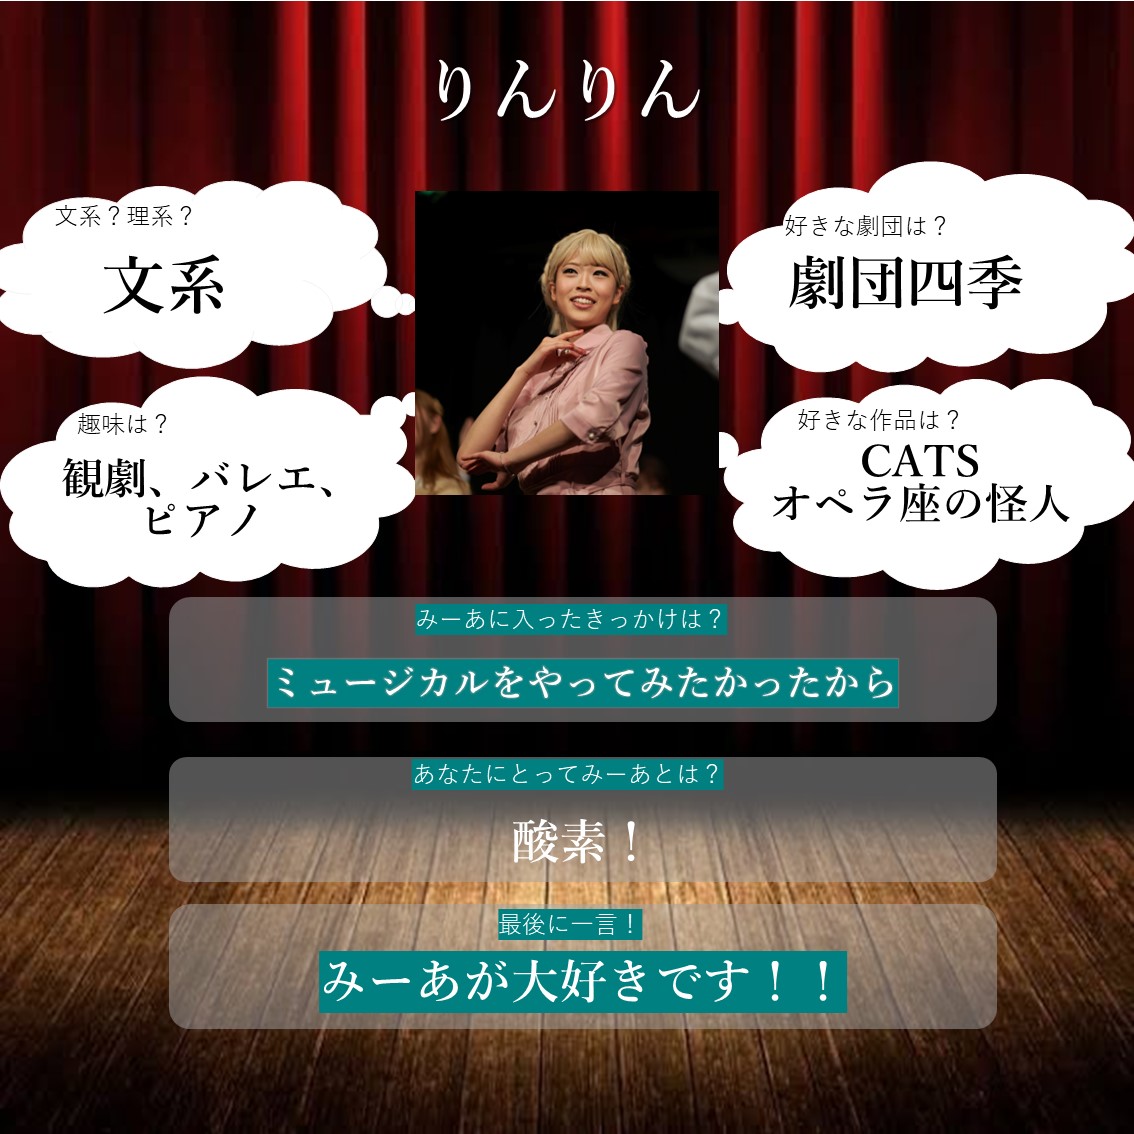 りんりん
文系？理系？
文系
好きな劇団は？
劇団四季
趣味は？
観劇、バレエ、
ピアノ
好きな作品は？
CATS
オペラ座の怪人
みーあに入ったきっかけは？
ミュージカルをやってみたかったから
あなたにとってみーあとは？
酸素！
最後に一言！
みーあが大好きです！！